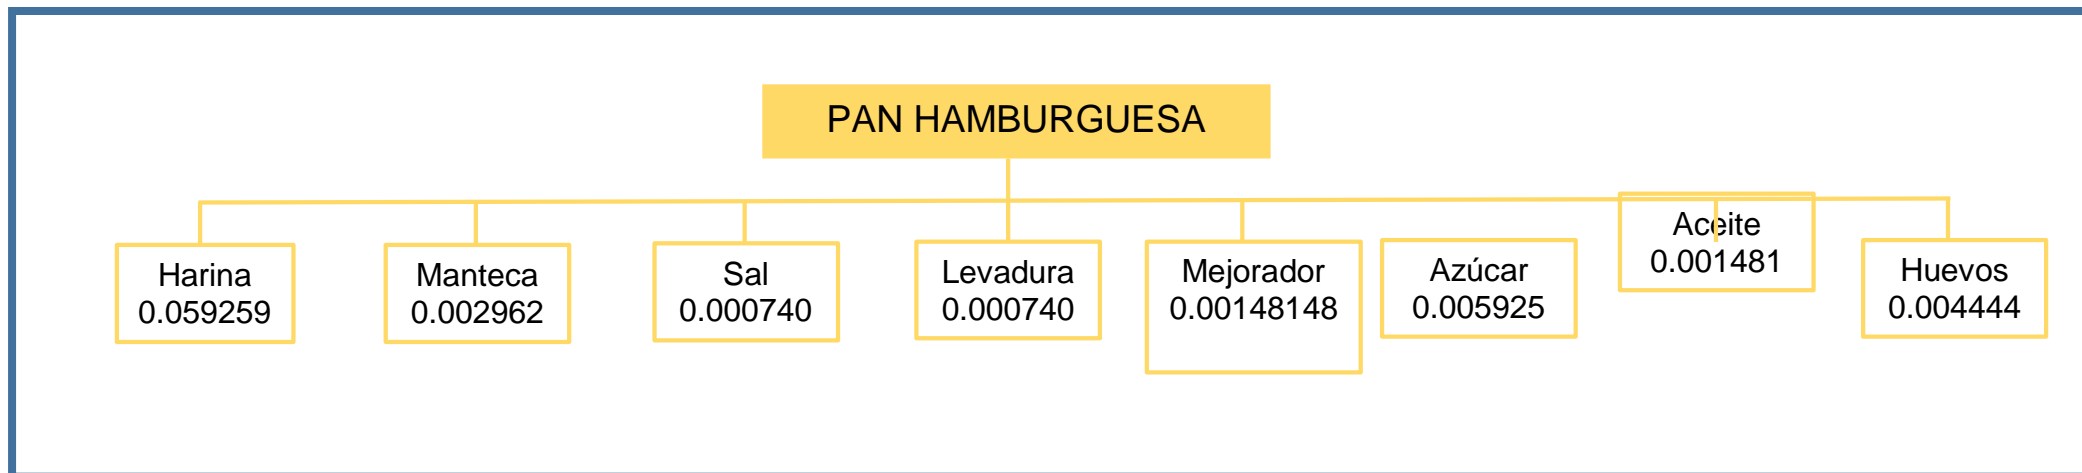 PAN HAMBURGUESA
Harina
0.059259
Manteca
0.002962
Sal
0.000740
Levadura
0.000740
Mejorador
0.00148148
Azúcar
0.005925
Aceite
0.001481
Huevos
0.004444